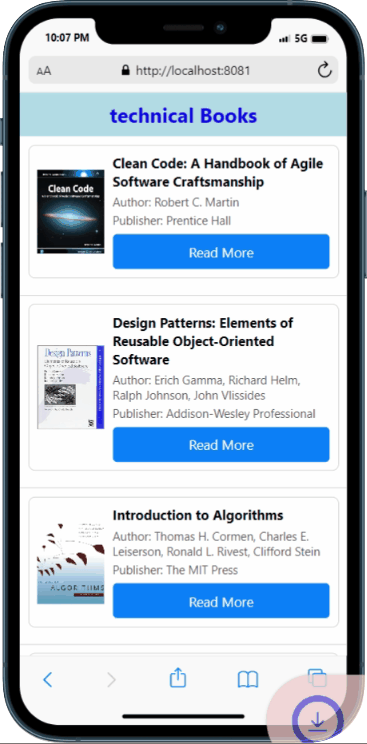 10:07 PM
5G
AA
http://localhost:8081
technical Books
Clean Code: A Handbook of Agile
Software Craftsmanship
Clean Code
Author: Robert C. Martin
Publisher: Prentice Hall
Read More
Design Patterns: Elements of
Reusable Object-Oriented
Software
Design Patterns
Author: Erich Gamma, Richard Helm,
Ralph Johnson, John Vlissides
Publisher: Addison-Wesley Professional
Read More
Introduction to Algorithms
ALGORITHMS
Author: Thomas H. Cormen, Charles E.
Leiserson, Ronald L. Rivest, Clifford Stein
Publisher: The MIT Press
Read More